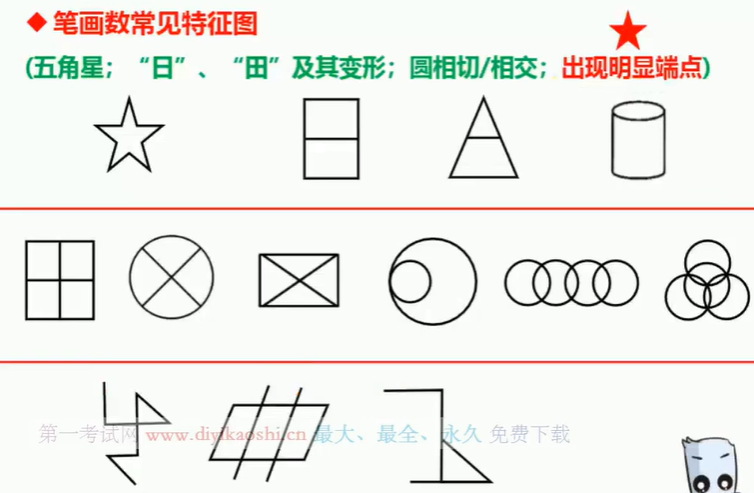 笔画数常见特征图
(五角星；“日”、“田”及其变形；圆相切/相交；出现明显端点)
第一考试网 www.diyikaoshi.cn 最大、最全、永久 免费下载